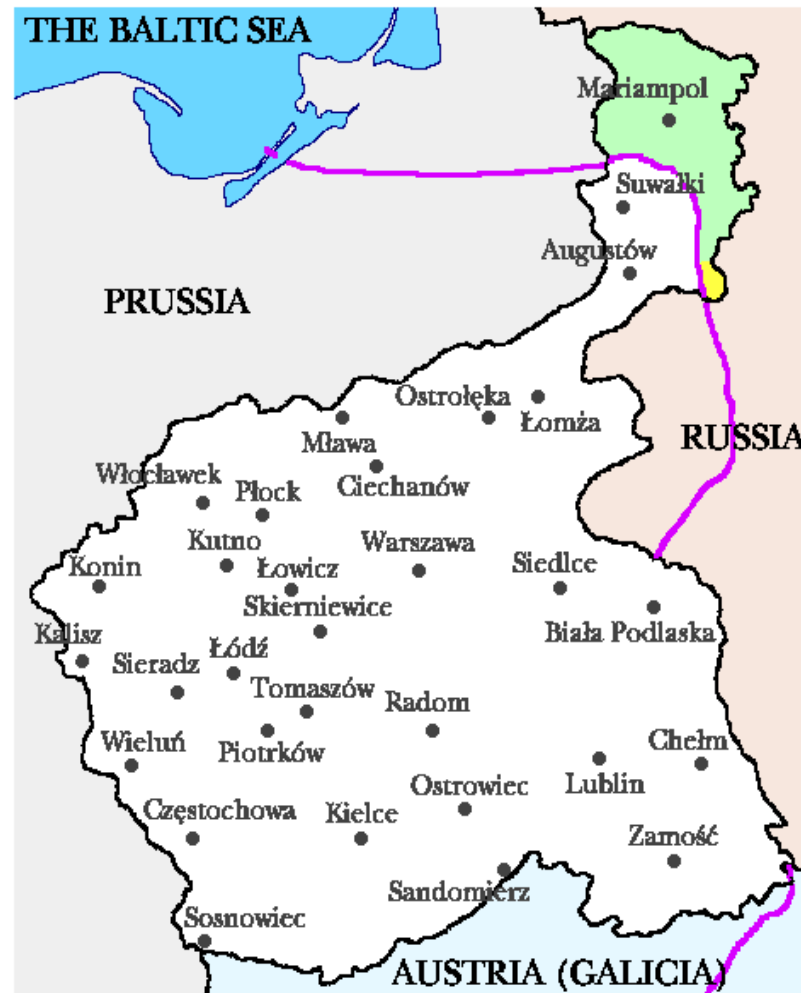 THE BALTIC SEA
Mariampol
Suwałki
Augustów
PRUSSIA
Ostrołęka
Łomża
Mława
RUSSIA
Ciechanów
Włocławek
Płock
Kutno
Warszawa
Siedlce
Konin
Łowicz
Skierniewice
Biała Podlaska
Kalisz
Łódź
Sieradz
Tomaszów
Radom
Piotrków
Wieluń
Chełm
Lublin
Ostrowiec
Częstochowa
Kielce
Zamość
Sandomierz
Sosnowiec
AUSTRIA (GALICIA)